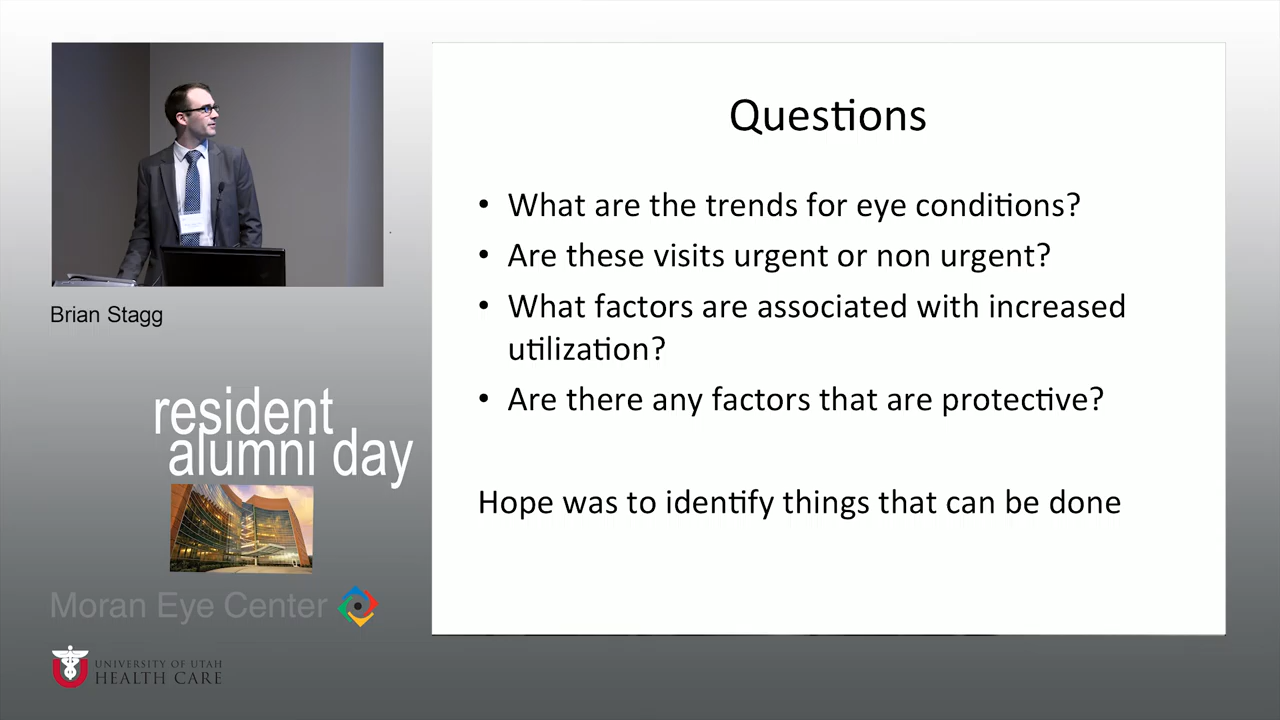 Questions
• What are the trends for eye conditions?
• Are these visits urgent or non urgent?
• What factors are associated with increased
utilization?
• Are there any factors that are protective?
Hope was to identify things that can be done
Brian Stagg
resident
alumni day
Moran Eye Center
UNIVERSITY OF UTAH
HEALTH CARE